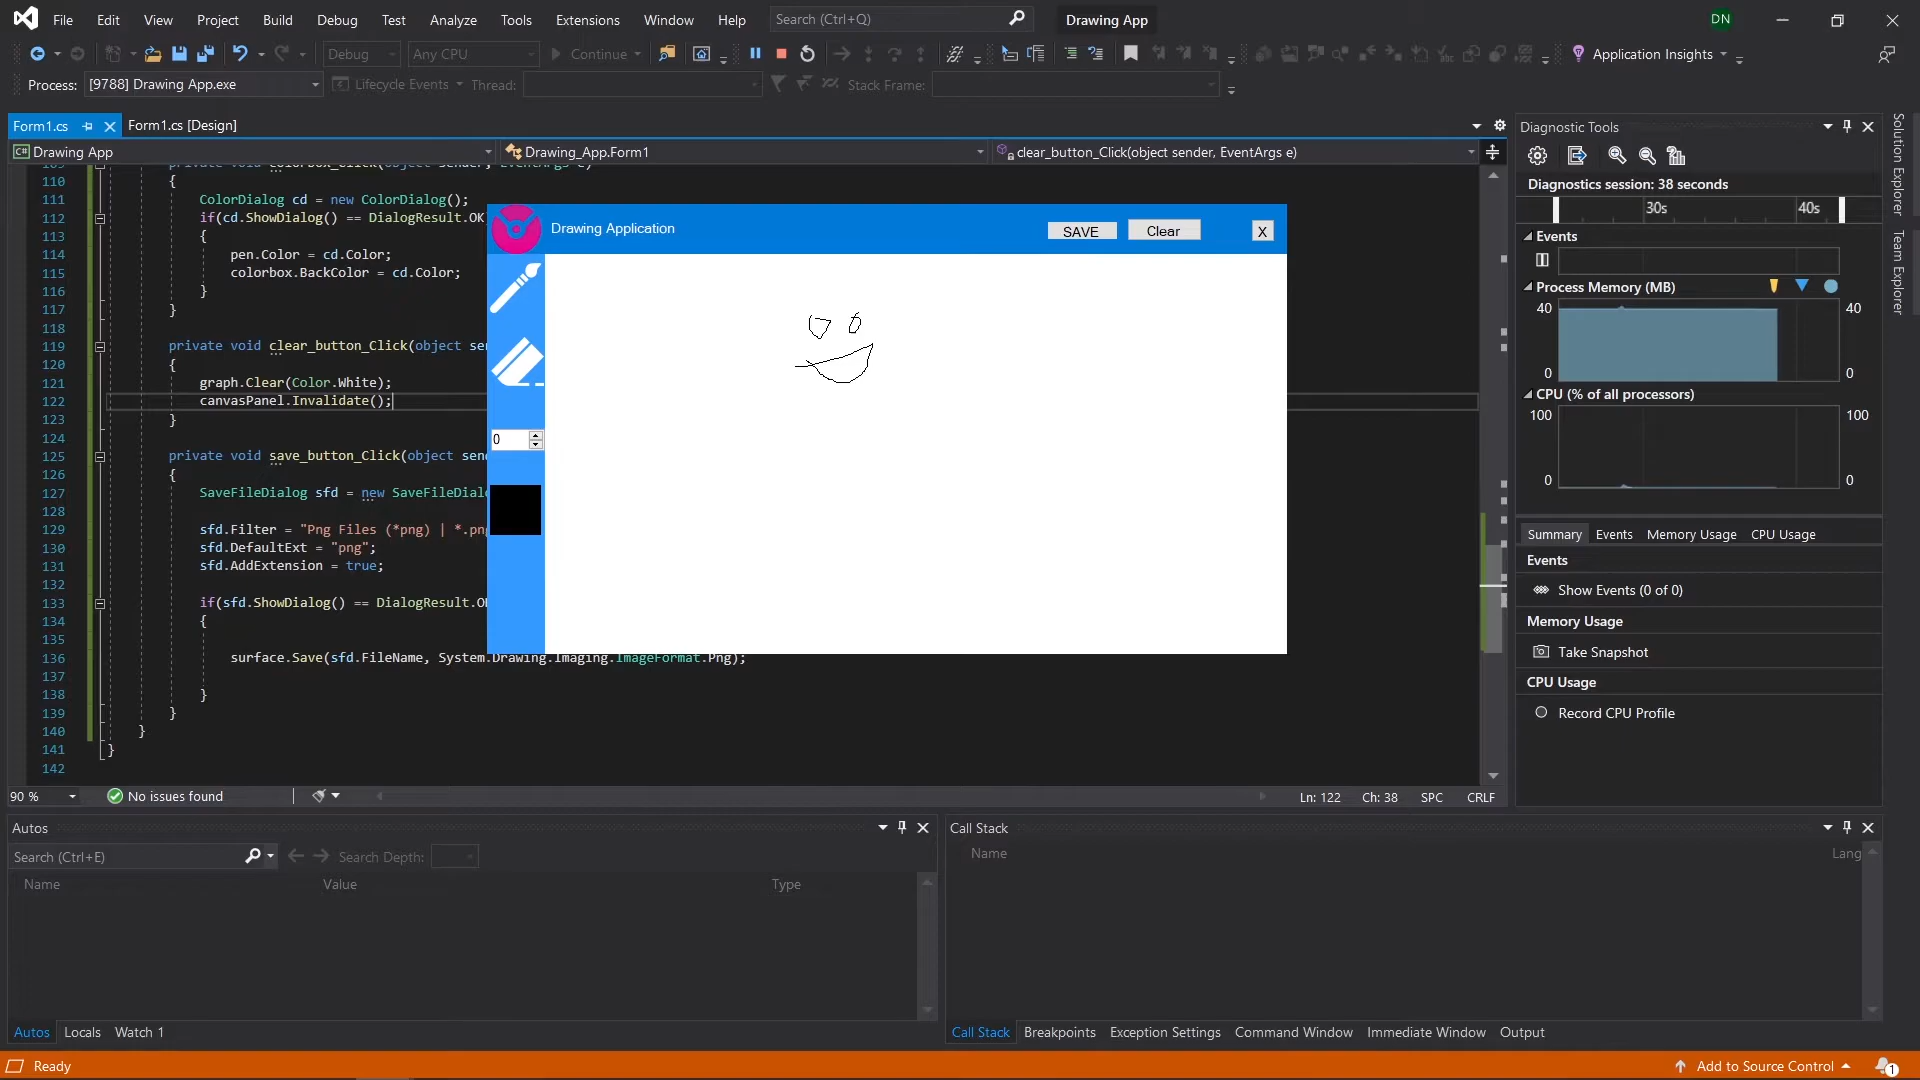 File Edit View Project Build Debug Test Analyze Tools Extensions Window Help Search (Ctrl+Q) Drawing App DN
Debug Any CPU Continue Application Insights
Process: [9788] Drawing App.exe Lifecycle Events Thread: Stack Frame:
Form1.cs Form1.cs [Design]
C# Drawing App Drawing_App.Form1 clear_button_Click(object sender, EventArgs e)
110 {
111 ColorDialog cd = new ColorDialog();
112 if(cd.ShowDialog() == DialogResult.OK
113 {
114 pen.Color = cd.Color;
115 colorbox.BackColor = cd.Color;
116 }
117 }
118
119 private void clear_button_Click(object sen
120 {
121 graph.Clear(Color.White);
122 canvasPanel.Invalidate();
123 }
124
125 private void save_button_Click(object send
126 {
127 SaveFileDialog sfd = new SaveFileDialo
128
129 sfd.Filter = "Png Files (*png) | *.png
130 sfd.DefaultExt = "png";
131 sfd.AddExtension = true;
132
133 if(sfd.ShowDialog() == DialogResult.OK
134 {
135
136 surface.Save(sfd.FileName, System.Drawing.Imaging.ImageFormat.Png);
137
138 }
139 }
140 }
141 }
142
Drawing Application SAVE Clear X
0
90 % No issues found Ln: 122 Ch: 38 SPC CRLF
Diagnostic Tools
Diagnostics session: 38 seconds
30s 40s
Events
Process Memory (MB)
40 40
0 0
CPU (% of all processors)
100 100
0 0
Summary Events Memory Usage CPU Usage
Events
Show Events (0 of 0)
Memory Usage
Take Snapshot
CPU Usage
Record CPU Profile
Solution Explorer
Team Explorer
Autos
Search (Ctrl+E) Search Depth:
Name Value Type
Autos Locals Watch 1
Call Stack
Name Lang
Call Stack Breakpoints Exception Settings Command Window Immediate Window Output
Ready Add to Source Control 1